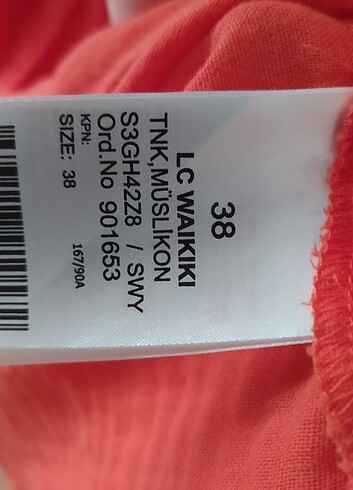 38
LC WAIKIKI
TNK,MÜSLİKON
S3GH42Z8 / SWY
Ord.No 901653
KPN:
SIZE: 38 167/90A